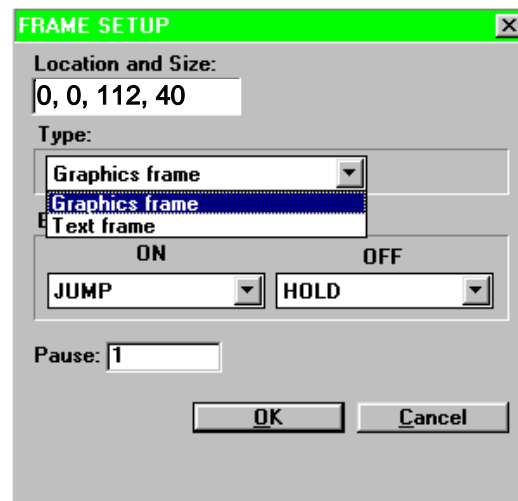 FRAME SETUP
Location and Size:
0, 0, 112, 40
Type:
Graphics frame
Graphics frame
Text frame
ON OFF
JUMP HOLD
Pause: 1
OK Cancel